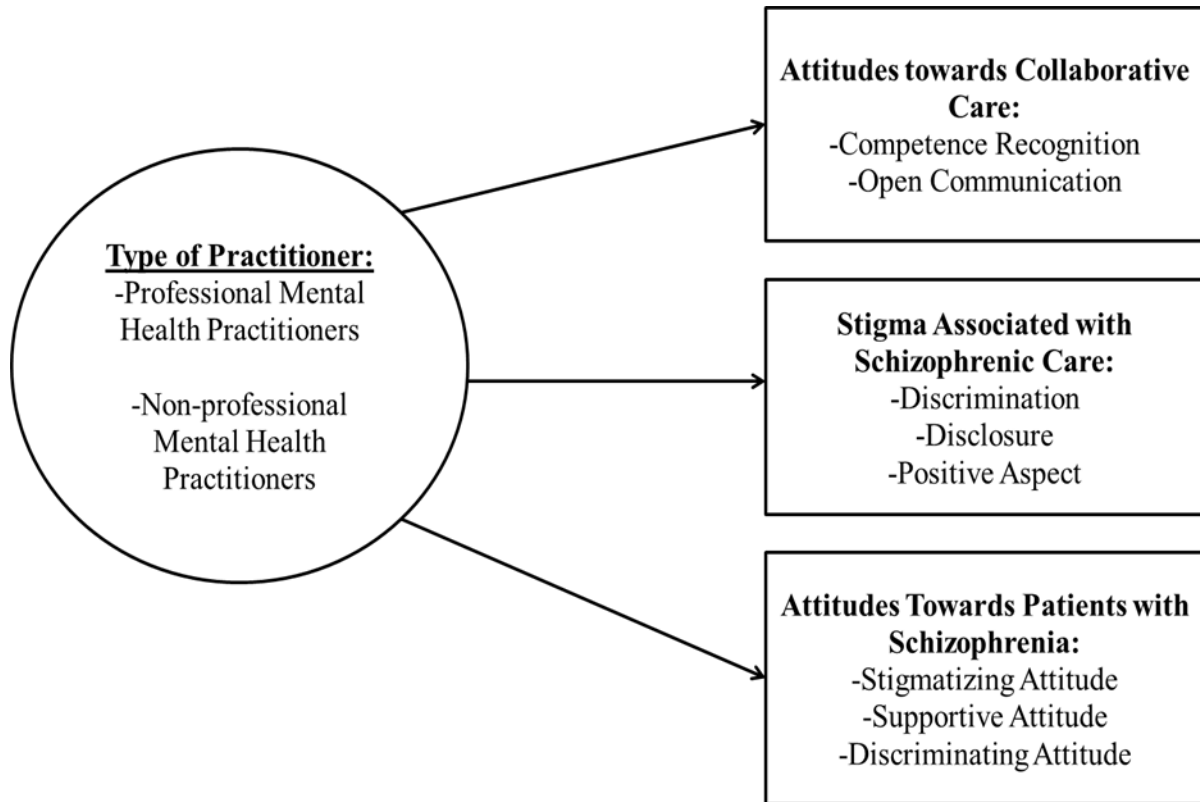 Type of Practitioner:
-Professional Mental
Health Practitioners
-Non-professional
Mental Health
Practitioners
Attitudes towards Collaborative
Care:
-Competence Recognition
-Open Communication
Stigma Associated with
Schizophrenic Care:
-Discrimination
-Disclosure
-Positive Aspect
Attitudes Towards Patients with
Schizophrenia:
-Stigmatizing Attitude
-Supportive Attitude
-Discriminating Attitude